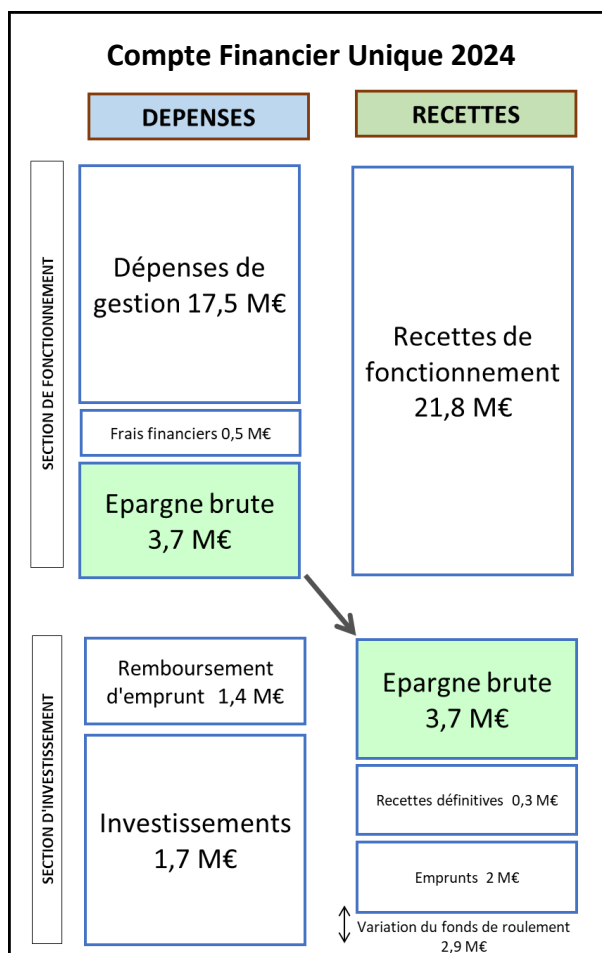 Compte Financier Unique 2024
DEPENSES
RECETTES
SECTION DE FONCTIONNEMENT
Dépenses de
gestion 17,5 M€
Frais financiers 0,5 M€
Epargne brute
3,7 M€
Recettes de
fonctionnement
21,8 M€
SECTION D'INVESTISSEMENT
Remboursement
d'emprunt 1,4 M€
Investissements
1,7 M€
Epargne brute
3,7 M€
Recettes définitives 0,3 M€
Emprunts 2 M€
Variation du fonds de roulement
2,9 M€